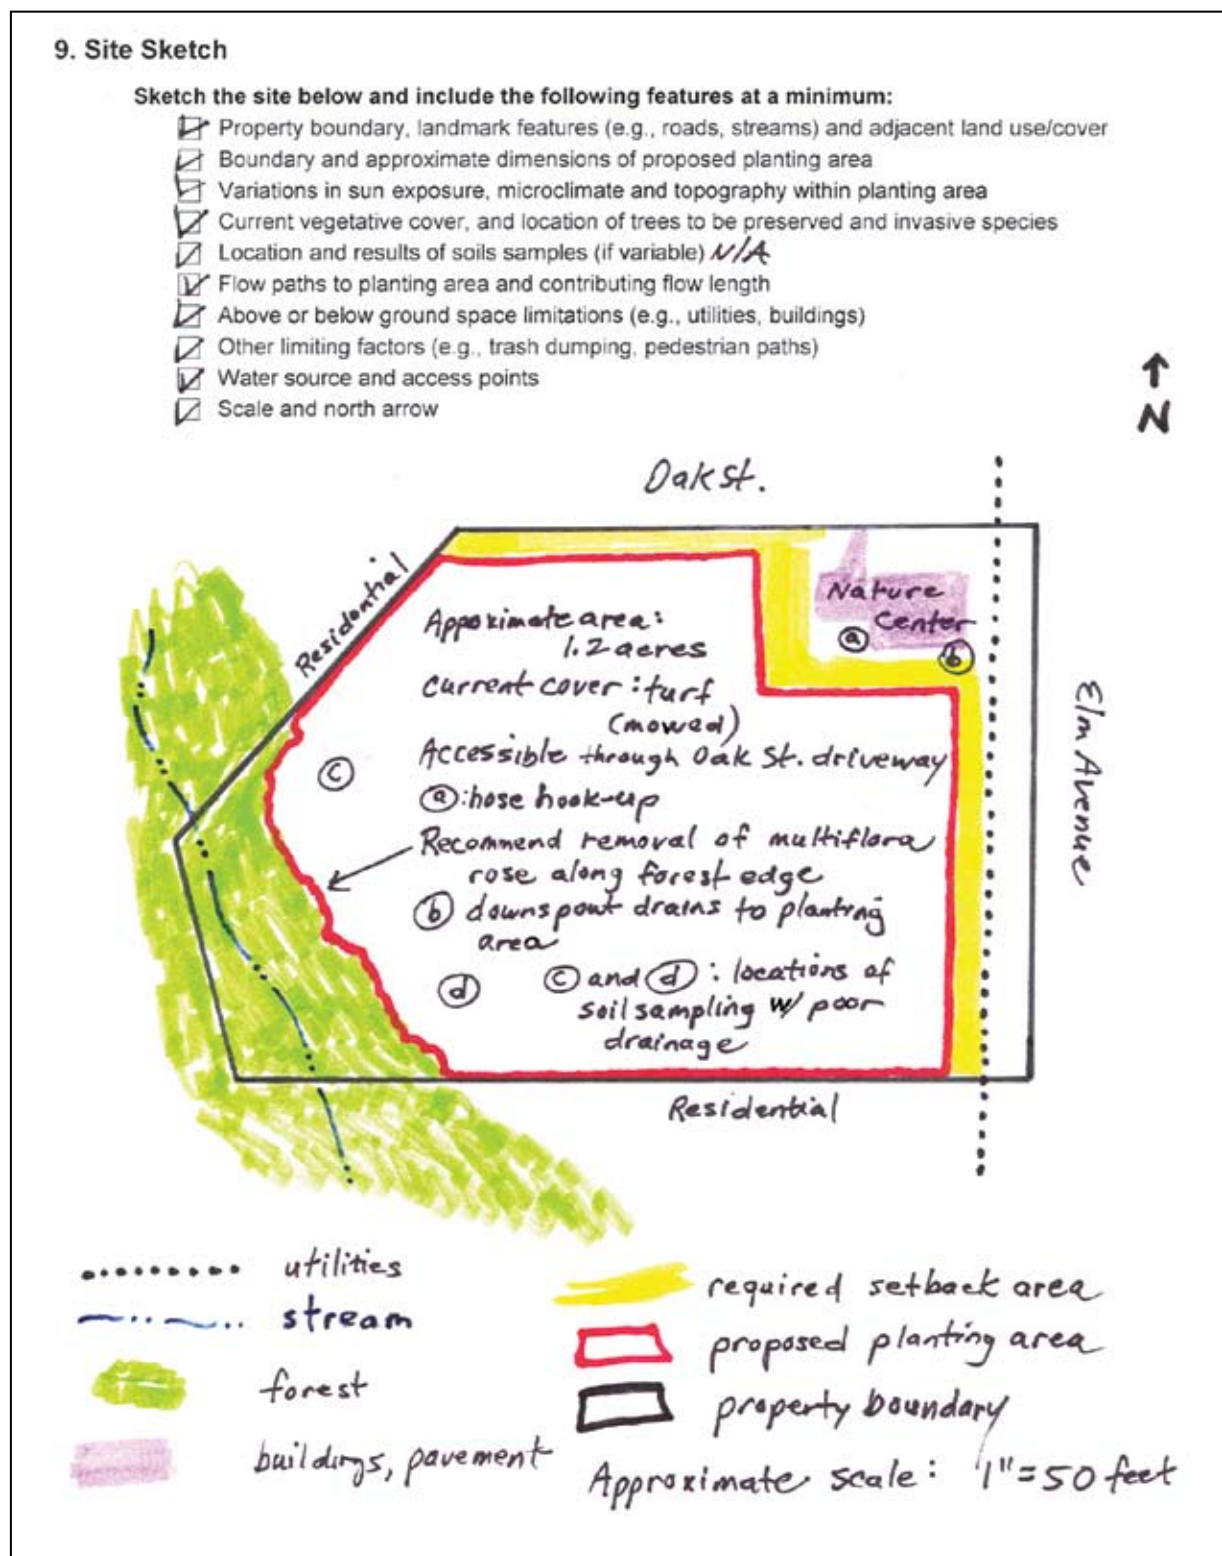 9. Site Sketch
Sketch the site below and include the following features at a minimum:
Property boundary, landmark features (e.g., roads, streams) and adjacent land use/cover
Boundary and approximate dimensions of proposed planting area
Variations in sun exposure, microclimate and topography within planting area
Current vegetative cover, and location of trees to be preserved and invasive species
Location and results of soils samples (if variable) N/A
Flow paths to planting area and contributing flow length
Above or below ground space limitations (e.g., utilities, buildings)
Other limiting factors (e.g., trash dumping, pedestrian paths)
Water source and access points
Scale and north arrow
N
Oak St.
Residential
Nature
Center
a
b
Elm Avenue
Approximate area:
1.2 acres
current cover: turf
(mowed)
Accessible through Oak St. driveway
c
a: hose hook-up
Recommend removal of multiflora
rose along forest edge
b downspout drains to planting
area
d
c and d: locations of
soil sampling w/ poor
drainage
Residential
utilities
stream
forest
buildings, pavement
required setback area
proposed planting area
property boundary
Approximate scale: 1"=50 feet